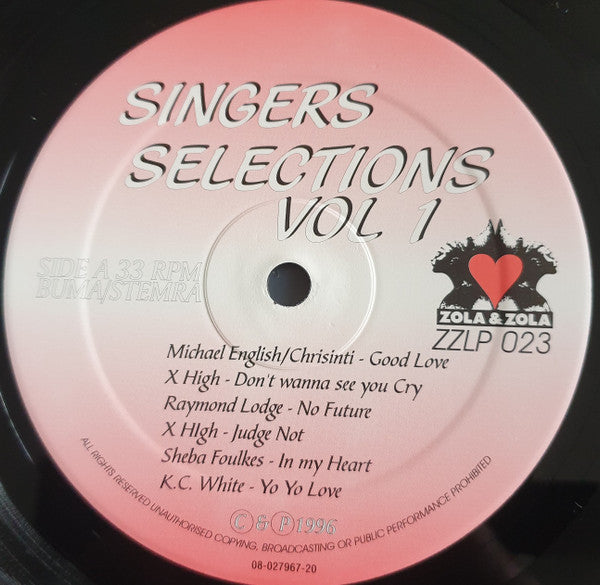 SINGERS
SELECTIONS
VOL 1
SIDE A 33 RPM
BUMA/STEMRA
ZOLA & ZOLA
ZZLP 023
Michael English/Chrisinti - Good Love
X High - Don't wanna see you Cry
Raymond Lodge - No Future
X HIgh - Judge Not
Sheba Foulkes - In my Heart
K.C. White - Yo Yo Love
© & ℗ 1996
ALL RIGHTS RESERVED UNAUTHORISED COPYING, BROADCASTING OR PUBLIC PERFORMANCE PROHIBITED
08-027967-20